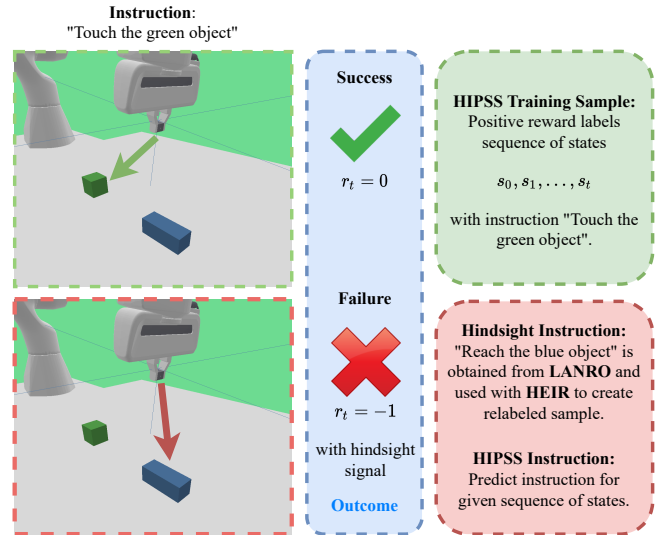 Instruction:
"Touch the green object"
Success
r_t = 0
HIPSS Training Sample:
Positive reward labels
sequence of states
s_0, s_1, . . . , s_t
with instruction "Touch the
green object".
Failure
r_t = −1
with hindsight
signal
Outcome
Hindsight Instruction:
"Reach the blue object" is
obtained from LANRO and
used with HEIR to create
relabeled sample.
HIPSS Instruction:
Predict instruction for
given sequence of states.